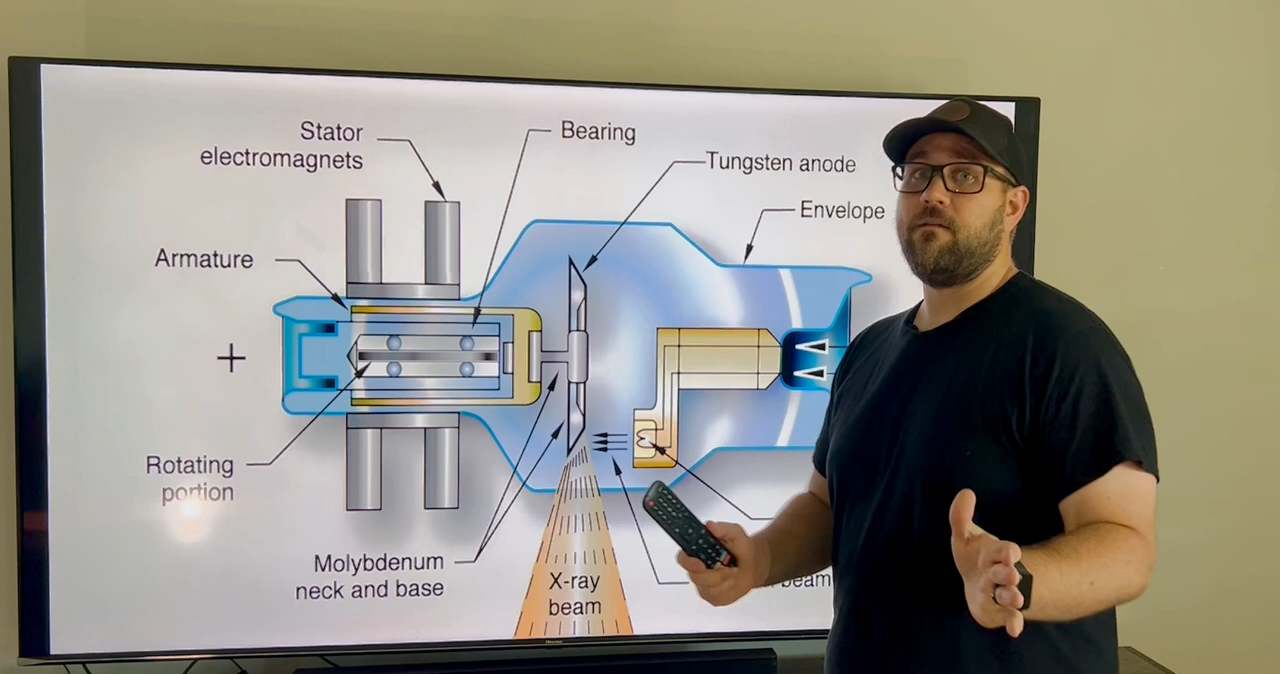 Stator
electromagnets
Bearing
Tungsten anode
Envelope
Armature
+
Rotating
portion
Molybdenum
neck and base
X-ray
beam
beam